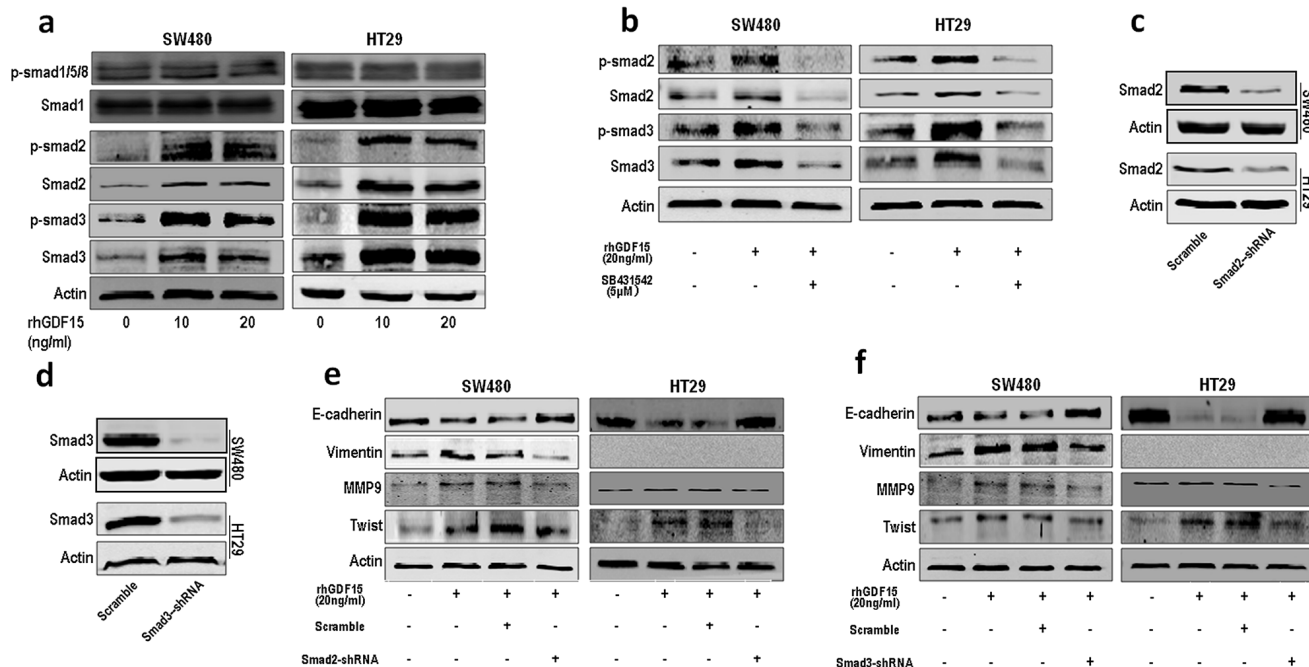 a
SW480 HT29
p-smad1/5/8
Smad1
p-smad2
Smad2
p-smad3
Smad3
Actin
rhGDF15 0 10 20 0 10 20
(ng/ml)
b
SW480 HT29
p-smad2
Smad2
p-smad3
Smad3
Actin
rhGDF15
(20ng/ml) - + + - + +
SB431542
(5μM) - - + - - +
c
Smad2
Actin
SW480
Smad2
Actin
HT29
Scramble
Smad2-shRNA
d
Smad3
Actin
SW480
Smad3
Actin
HT29
Scramble
Smad3-shRNA
e
SW480 HT29
E-cadherin
Vimentin
MMP9
Twist
Actin
rhGDF15
(20ng/ml) - + + + - + + +
Scramble - - + - - - + -
Smad2-shRNA - - - + - - - +
f
SW480 HT29
E-cadherin
Vimentin
MMP9
Twist
Actin
rhGDF15
(20ng/ml) - + + + - + + +
Scramble - - + - - - + -
Smad3-shRNA - - - + - - - +